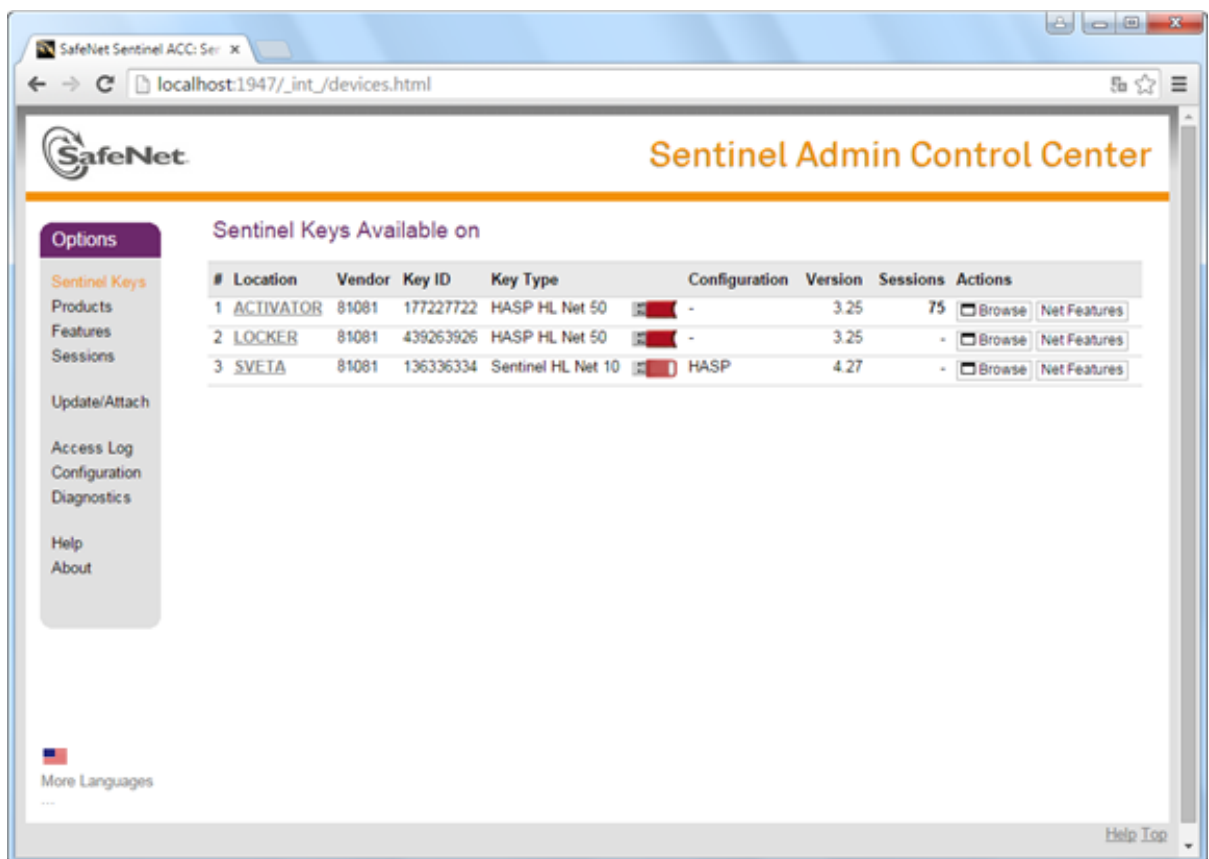 SafeNet Sentinel ACC: Ser
localhost:1947/_int_/devices.html
SafeNet.
Sentinel Admin Control Center
Options
Sentinel Keys
Products
Features
Sessions
Update/Attach
Access Log
Configuration
Diagnostics
Help
About
Sentinel Keys Available on
# Location Vendor Key ID Key Type Configuration Version Sessions Actions
1 ACTIVATOR 81081 177227722 HASP HL Net 50 - 3.25 75 Browse Net Features
2 LOCKER 81081 439263926 HASP HL Net 50 - 3.25 - Browse Net Features
3 SVETA 81081 136336334 Sentinel HL Net 10 HASP 4.27 - Browse Net Features
More Languages
...
Help Top